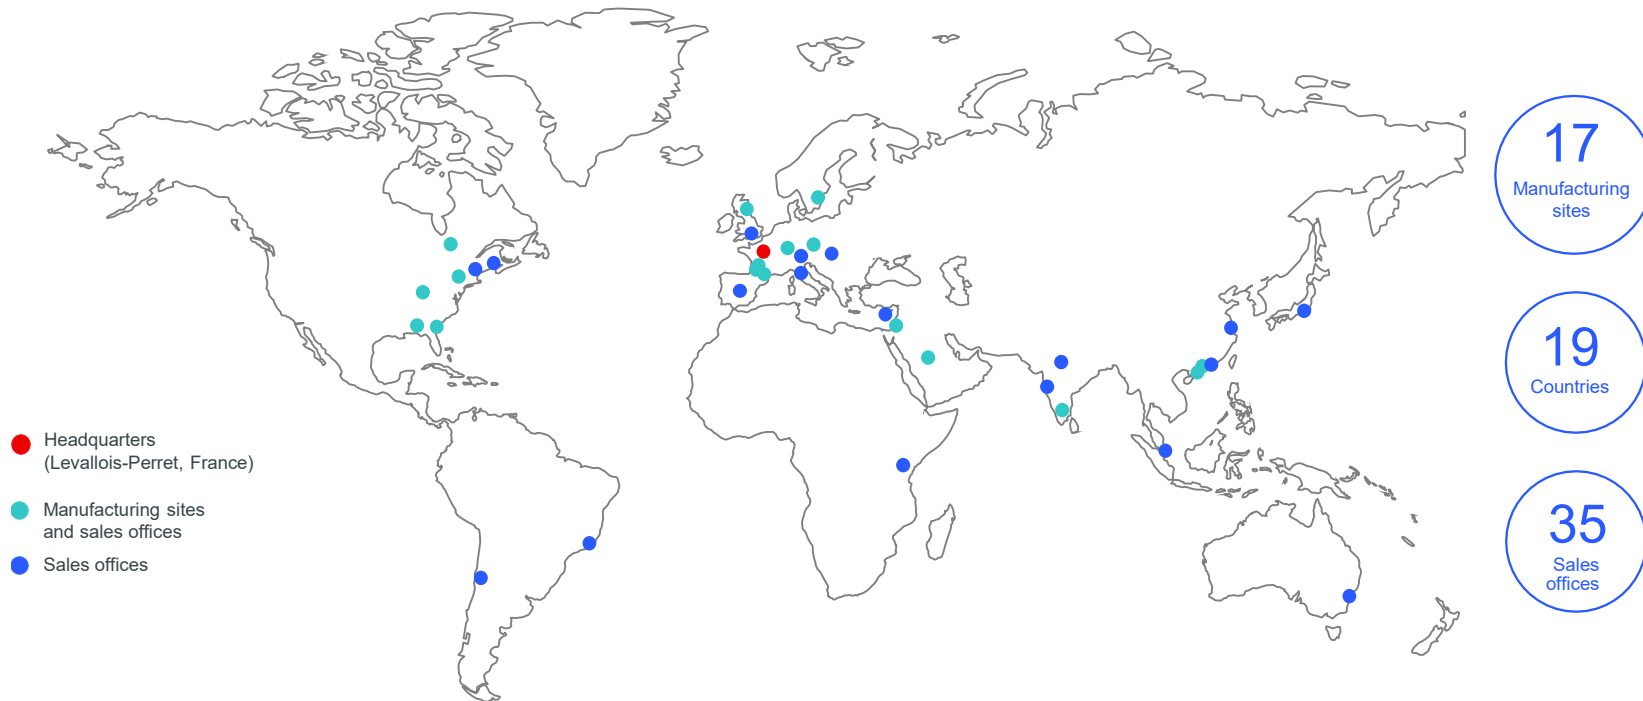 Headquarters
(Levallois-Perret, France)
Manufacturing sites
and sales offices
Sales offices
17
Manufacturing
sites
19
Countries
35
Sales
offices